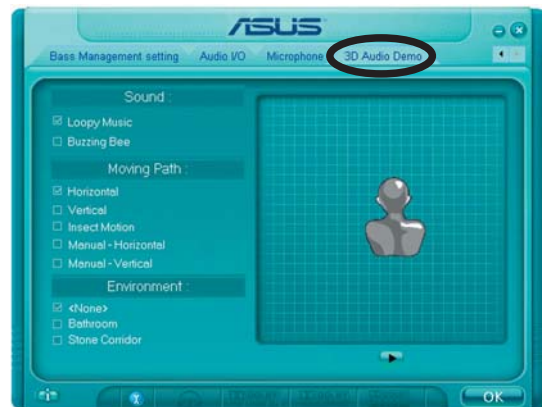 ASUS
Bass Management setting Audio I/O Microphone 3D Audio Demo
Sound :
Loopy Music
Buzzing Bee
Moving Path :
Horizontal
Vertical
Insect Motion
Manual - Horizontal
Manual - Vertical
Environment :
<None>
Bathroom
Stone Corridor
OK